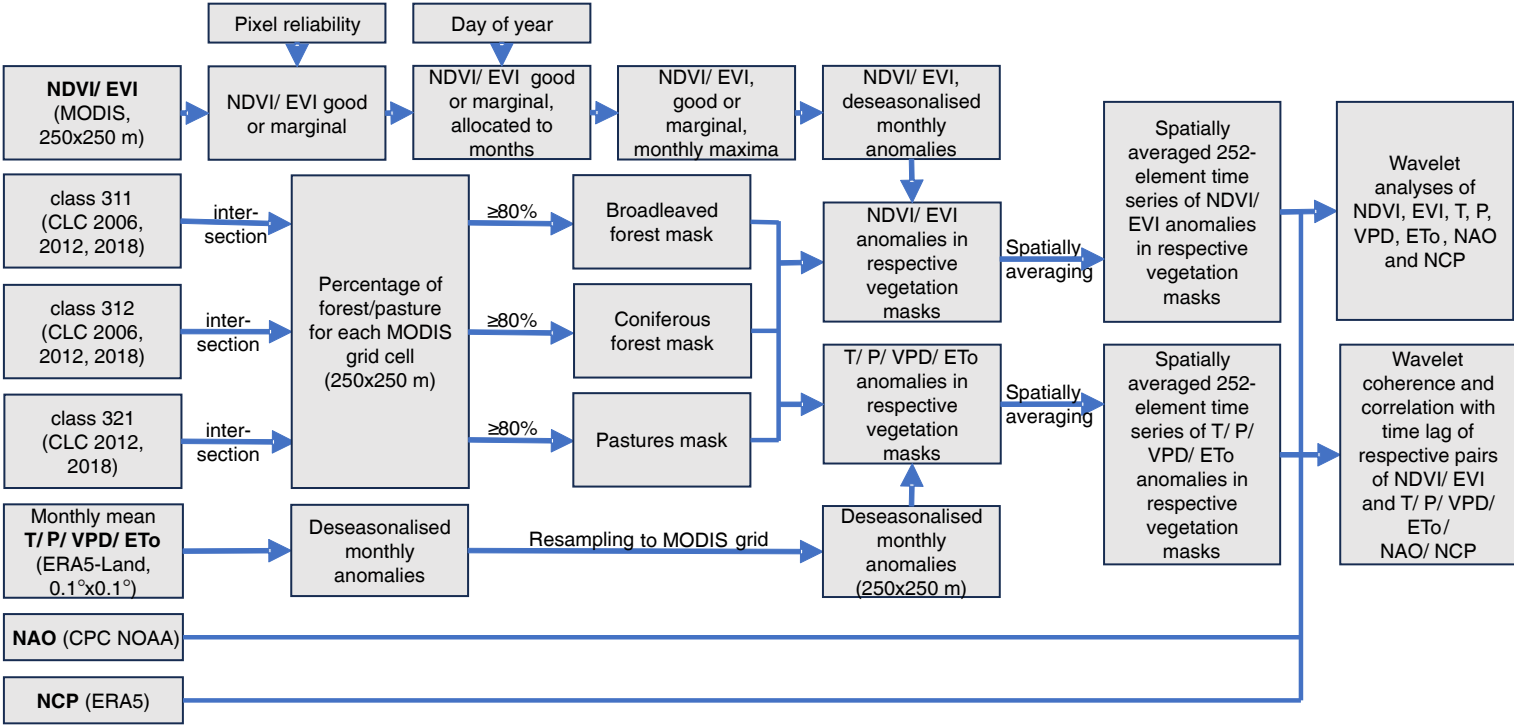 Pixel reliability
Day of year
NDVI/ EVI
(MODIS,
250x250 m)
NDVI/ EVI good
or marginal
NDVI/ EVI good
or marginal,
allocated to
months
NDVI/ EVI,
good or
marginal,
monthly maxima
NDVI/ EVI,
deseasonalised
monthly
anomalies
Spatially
averaged 252-
element time
series of NDVI/
EVI anomalies
in respective
vegetation
masks
Wavelet
analyses of
NDVI, EVI, T, P,
VPD, ETo, NAO
and NCP
class 311
(CLC 2006,
2012, 2018)
inter-
section
Percentage of
forest/pasture
for each MODIS
grid cell
(250x250 m)
≥80%
Broadleaved
forest mask
NDVI/ EVI
anomalies in
respective
vegetation
masks
Spatially
averaging
class 312
(CLC 2006,
2012, 2018)
inter-
section
≥80%
Coniferous
forest mask
T/ P/ VPD/ ETo
anomalies in
respective
vegetation
masks
Spatially
averaging
Spatially
averaged 252-
element time
series of T/ P/
VPD/ ETo
anomalies in
respective
vegetation
masks
Wavelet
coherence and
correlation with
time lag of
respective pairs
of NDVI/ EVI
and T/ P/ VPD/
ETo/
NAO/ NCP
class 321
(CLC 2012,
2018)
inter-
section
≥80%
Pastures mask
Monthly mean
T/ P/ VPD/ ETo
(ERA5-Land,
0.1°x0.1°)
Deseasonalised
monthly
anomalies
Resampling to MODIS grid
Deseasonalised
monthly
anomalies
(250x250 m)
NAO (CPC NOAA)
NCP (ERA5)